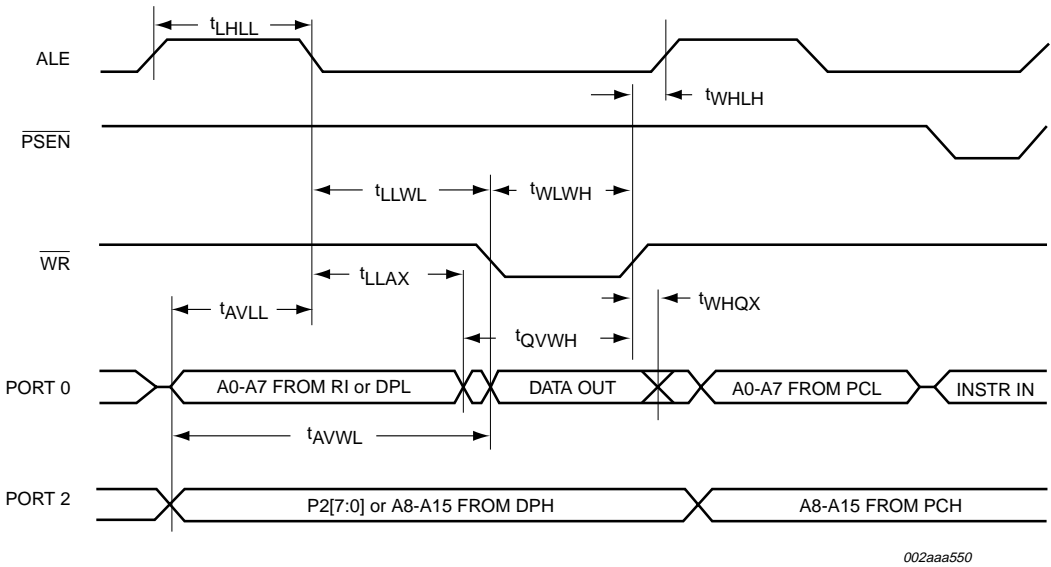 tLHLL
ALE
tWHLH
PSEN
tLLWL
tWLWH
WR
tLLAX
tAVLL
tWHQX
tQVWH
PORT 0
A0-A7 FROM RI or DPL
DATA OUT
A0-A7 FROM PCL
INSTR IN
tAVWL
PORT 2
P2[7:0] or A8-A15 FROM DPH
A8-A15 FROM PCH
002aaa550